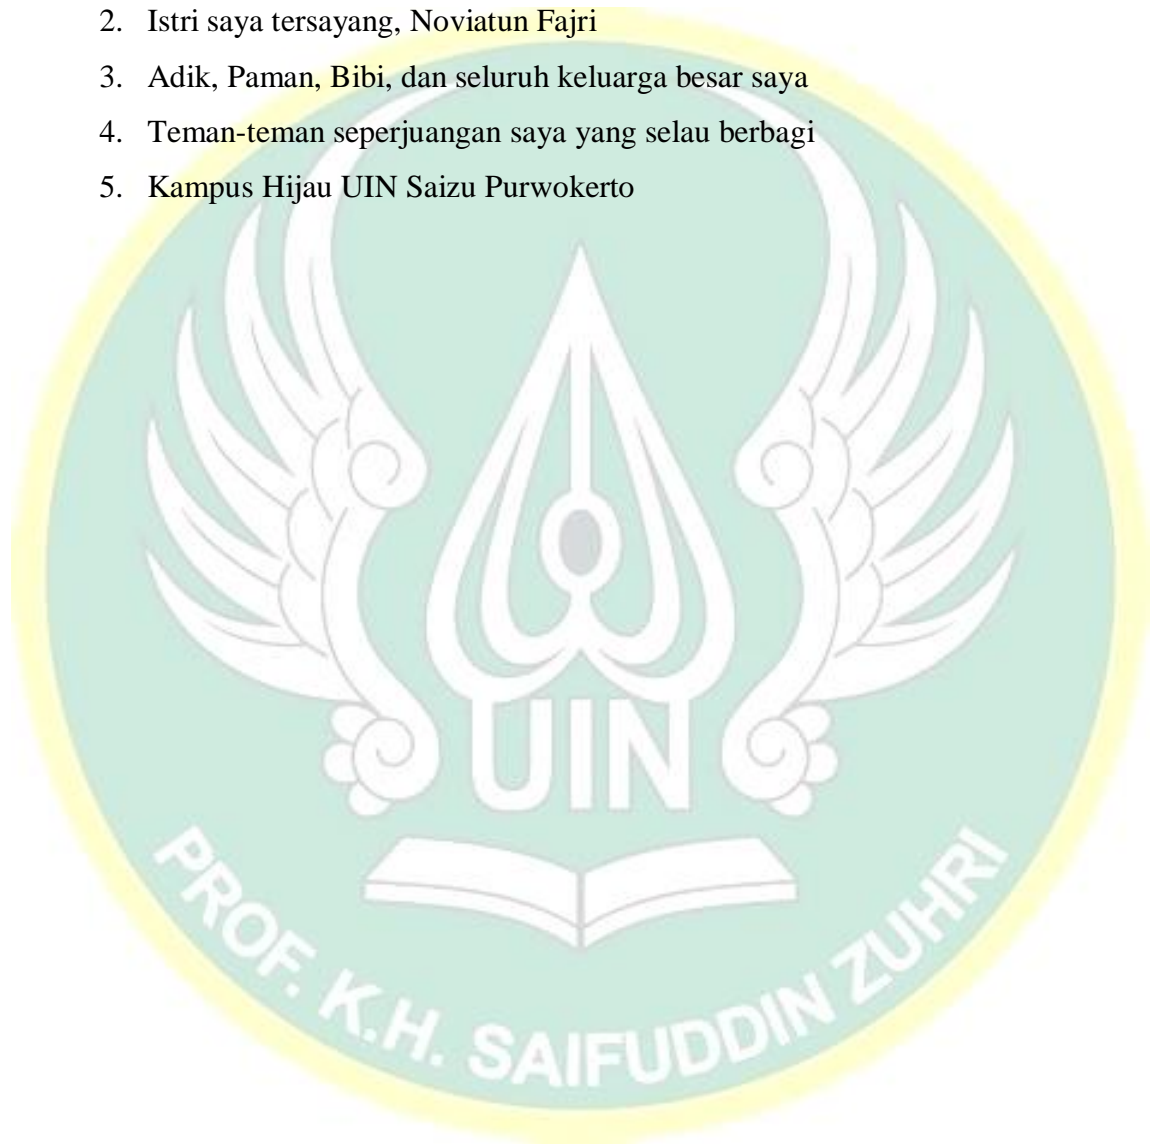 2. Istri saya tersayang, Noviatun Fajri
3. Adik, Paman, Bibi, dan seluruh keluarga besar saya
4. Teman-teman seperjuangan saya yang selau berbagi
5. Kampus Hijau UIN Saizu Purwokerto
UIN
PROF. K.H. SAIFUDDIN ZUHRI